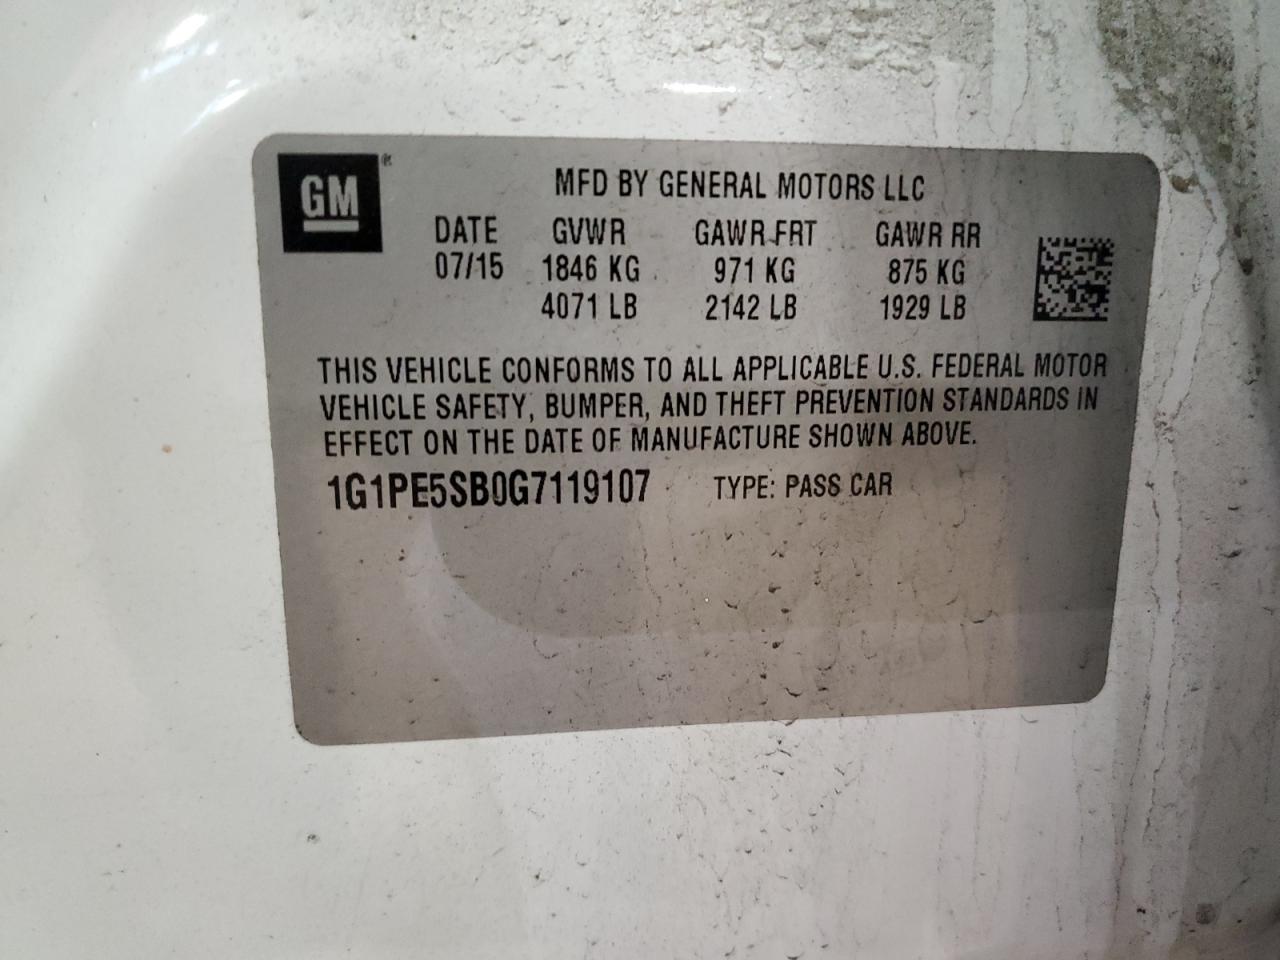 GM®
MFD BY GENERAL MOTORS LLC
DATE GVWR GAWR FRT GAWR RR
07/15 1846 KG 971 KG 875 KG
4071 LB 2142 LB 1929 LB
THIS VEHICLE CONFORMS TO ALL APPLICABLE U.S. FEDERAL MOTOR
VEHICLE SAFETY, BUMPER, AND THEFT PREVENTION STANDARDS IN
EFFECT ON THE DATE OF MANUFACTURE SHOWN ABOVE.
1G1PE5SB0G7119107 TYPE: PASS CAR